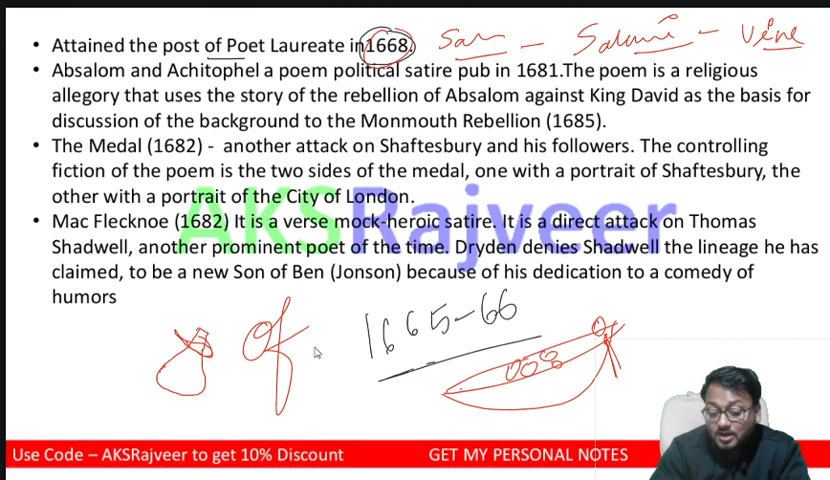 • Attained the post of Poet Laureate in 1668.
• Absalom and Achitophel a poem political satire pub in 1681.The poem is a religious
allegory that uses the story of the rebellion of Absalom against King David as the basis for
discussion of the background to the Monmouth Rebellion (1685).
• The Medal (1682) - another attack on Shaftesbury and his followers. The controlling
fiction of the poem is the two sides of the medal, one with a portrait of Shaftesbury, the
other with a portrait of the City of London.
AKSRajveer
• Mac Flecknoe (1682) It is a verse mock-heroic satire. It is a direct attack on Thomas
Shadwell, another prominent poet of the time. Dryden denies Shadwell the lineage he has
claimed, to be a new Son of Ben (Jonson) because of his dedication to a comedy of
humors
of
1665-66
Use Code – AKSRajveer to get 10% Discount GET MY PERSONAL NOTES